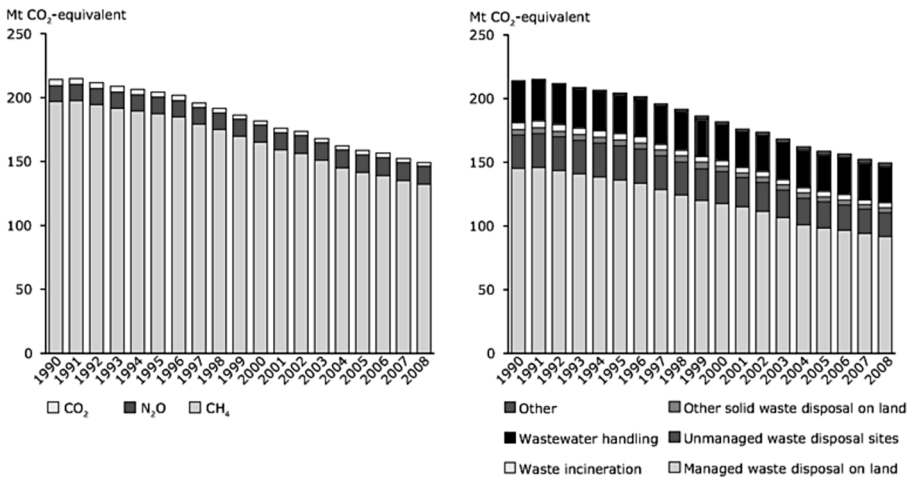 Mt CO₂-equivalent
250
200
150
100
50
0
1990 1991 1992 1993 1994 1995 1996 1997 1998 1999 2000 2001 2002 2003 2004 2005 2006 2007 2008
CO₂ N₂O CH₄
Mt CO₂-equivalent
250
200
150
100
50
0
1990 1991 1992 1993 1994 1995 1996 1997 1998 1999 2000 2001 2002 2003 2004 2005 2006 2007 2008
Other Other solid waste disposal on land
Wastewater handling Unmanaged waste disposal sites
Waste incineration Managed waste disposal on land